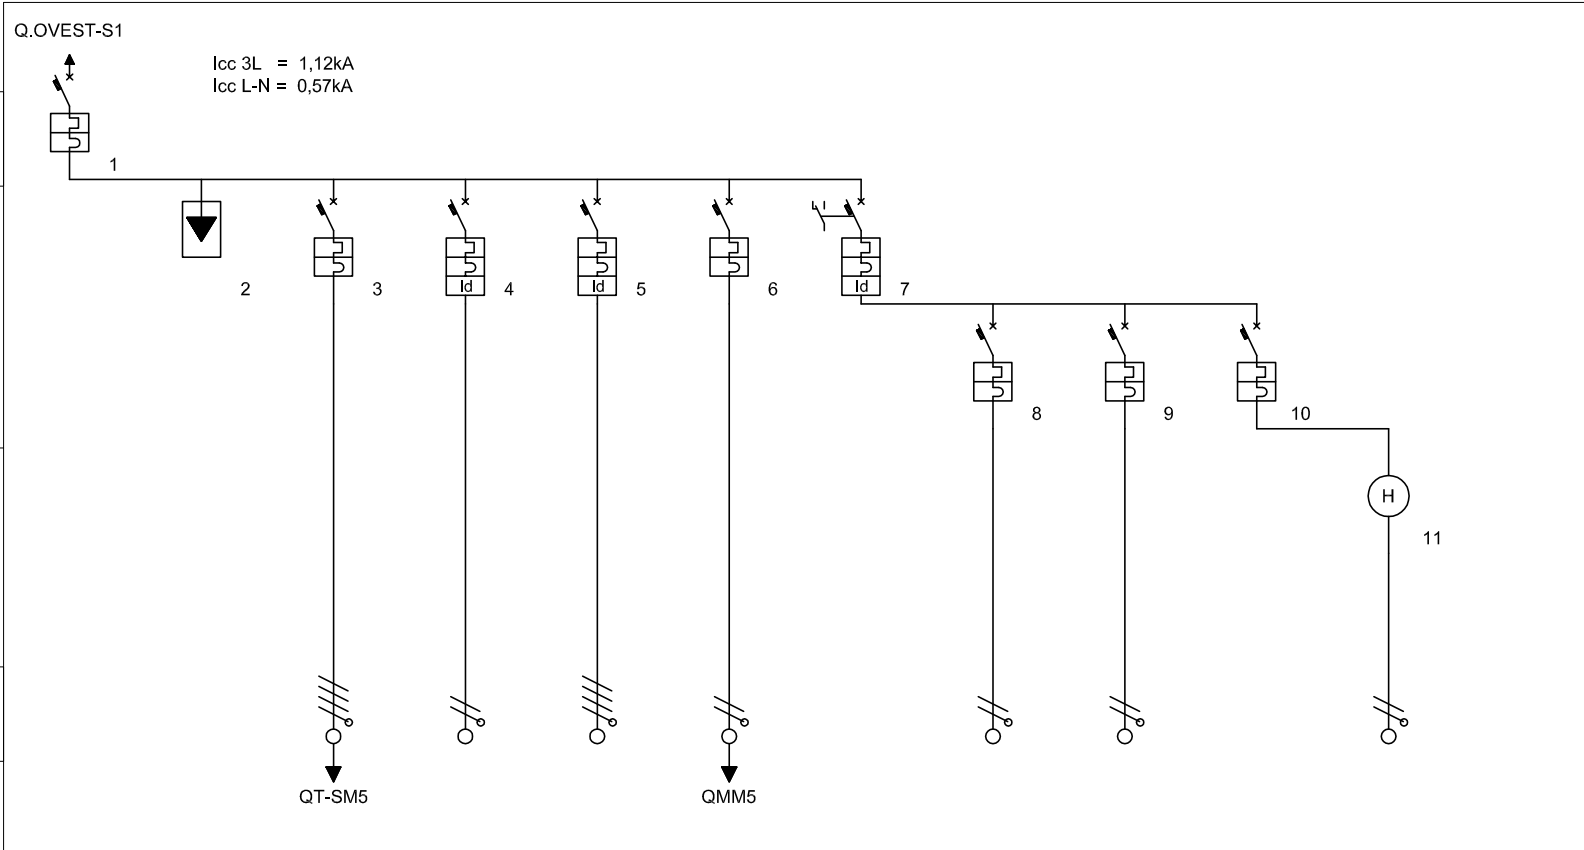 Q.OVEST-S1
Icc 3L = 1,12kA
Icc L-N = 0,57kA
1
2
3
Id
4
Id
5
6
Id
7
8
9
10
H
11
QT-SM5
QMM5